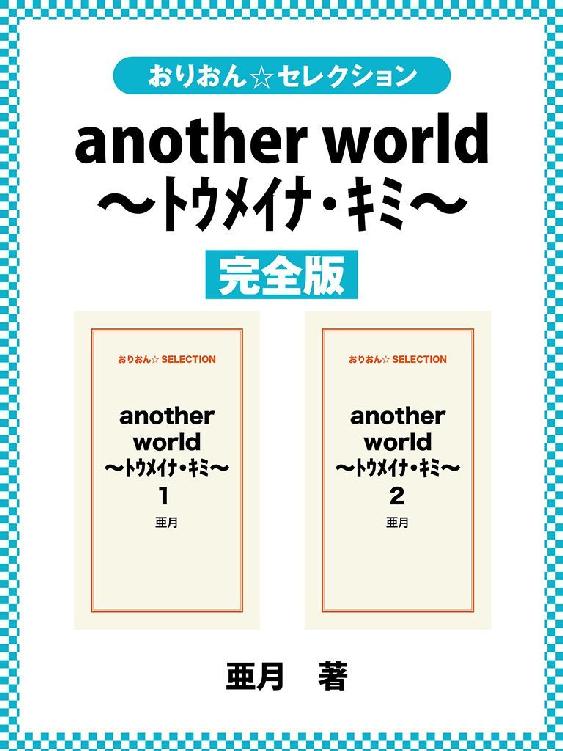 おりおん☆セレクション
another world
～トウメイナ・キミ～
完全版
おりおん☆ SELECTION
another
world
～トウメイナ・キミ～
1
亜月
おりおん☆ SELECTION
another
world
～トウメイナ・キミ～
2
亜月
亜月　著